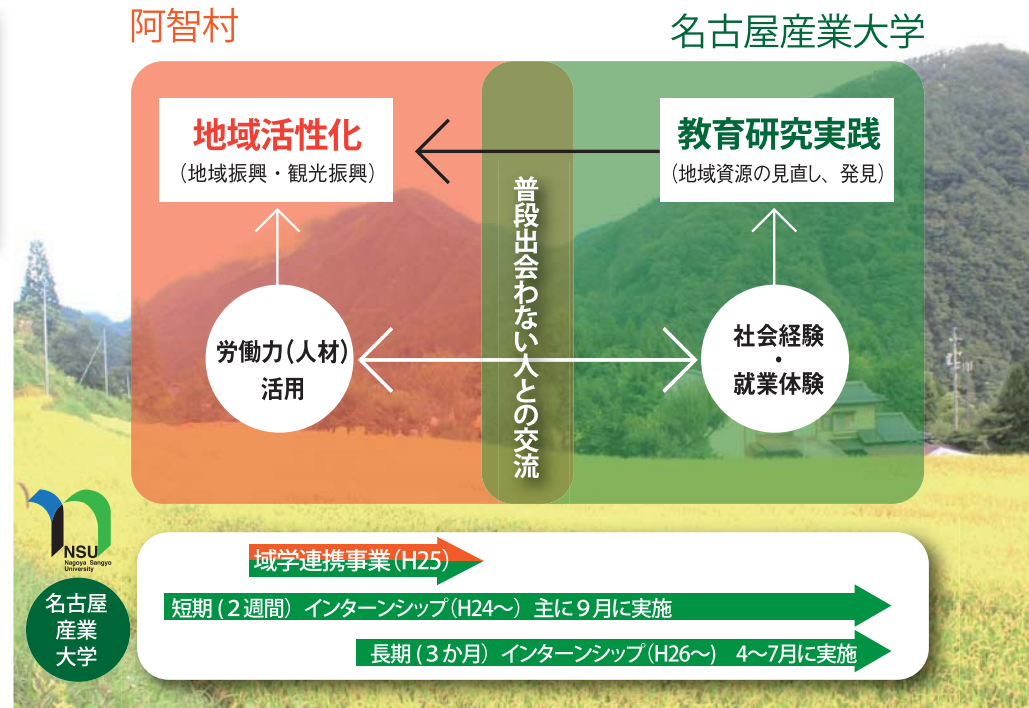 阿智村
名古屋産業大学
地域活性化
（地域振興・観光振興）
教育研究実践
（地域資源の見直し、発見）
普段出会わない人との交流
労働力（人材）
活用
社会経験
・
就業体験
NSU
Nagoya Sangyo
University
域学連携事業（H25）
名古屋
産業
大学
短期（２週間） インターンシップ（H24～） 主に９月に実施
長期（３か月） インターンシップ（H26～） 4～7月に実施